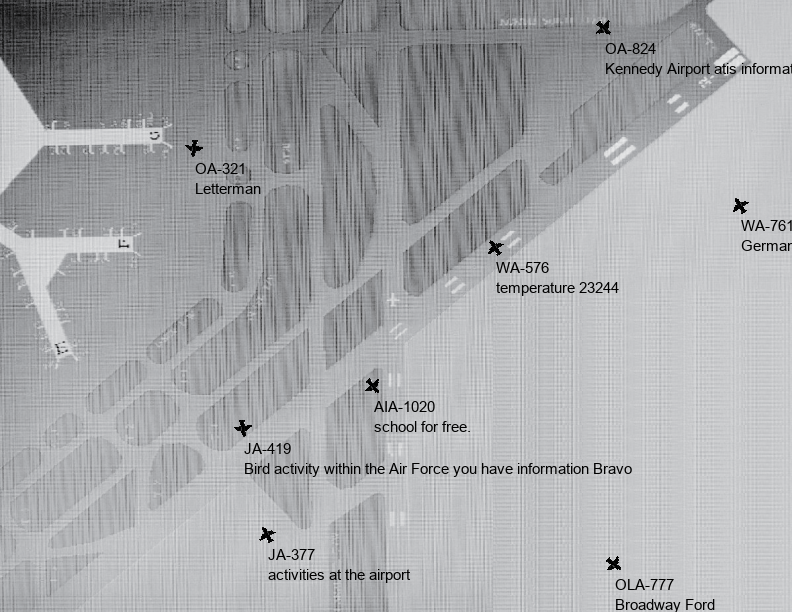 OA-824
Kennedy Airport atis informat
OA-321
Letterman
WA-761
German
WA-576
temperature 23244
AIA-1020
school for free.
JA-419
Bird activity within the Air Force you have information Bravo
JA-377
activities at the airport
OLA-777
Broadway Ford